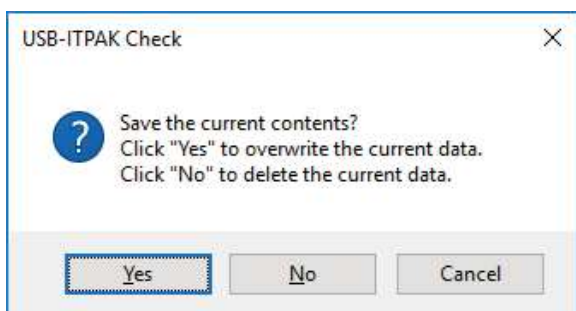 USB-ITPAK Check
Save the current contents?
Click "Yes" to overwrite the current data.
Click "No" to delete the current data.
Yes No Cancel